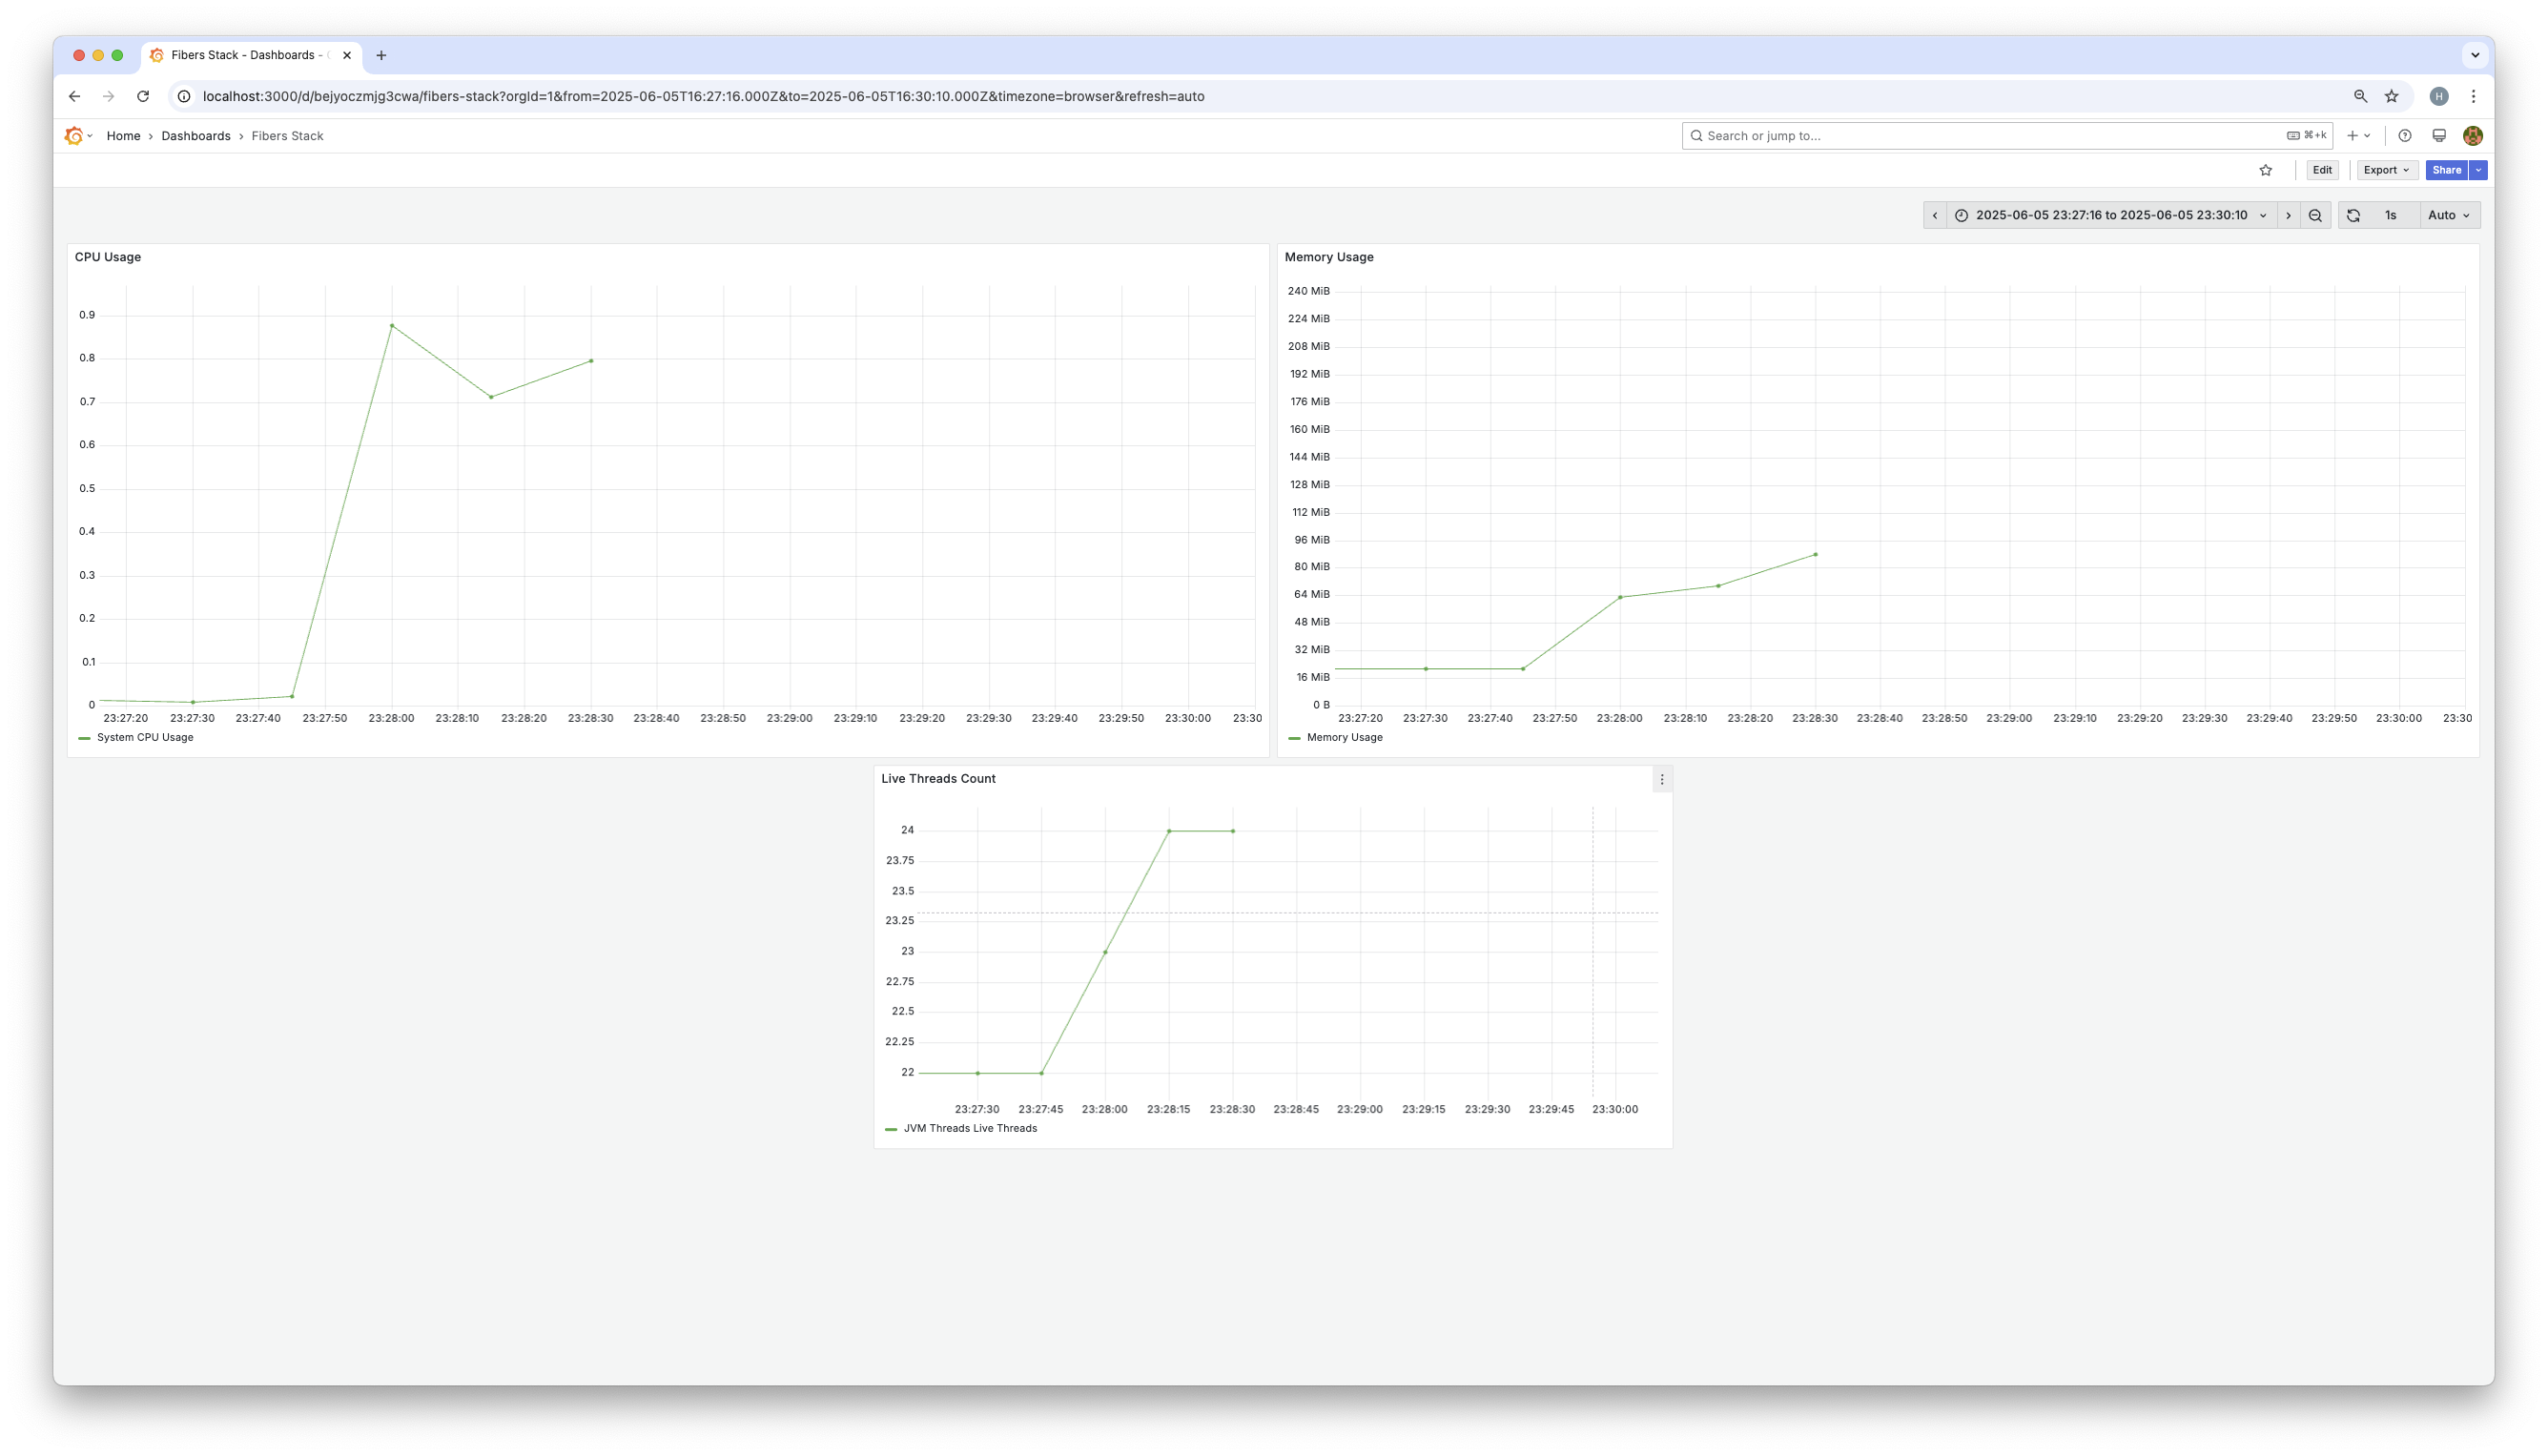 Fibers Stack - Dashboards -
localhost:3000/d/bejyoczmjg3cwa/fibers-stack?orgId=1&from=2025-06-05T16:27:16.000Z&to=2025-06-05T16:30:10.000Z&timezone=browser&refresh=auto
H
Home › Dashboards › Fibers Stack
Search or jump to...
⌘+k
Edit
Export
Share
2025-06-05 23:27:16 to 2025-06-05 23:30:10
1s
Auto
CPU Usage
0.9
0.8
0.7
0.6
0.5
0.4
0.3
0.2
0.1
0
23:27:20 23:27:30 23:27:40 23:27:50 23:28:00 23:28:10 23:28:20 23:28:30 23:28:40 23:28:50 23:29:00 23:29:10 23:29:20 23:29:30 23:29:40 23:29:50 23:30:00 23:30
System CPU Usage
Memory Usage
240 MiB
224 MiB
208 MiB
192 MiB
176 MiB
160 MiB
144 MiB
128 MiB
112 MiB
96 MiB
80 MiB
64 MiB
48 MiB
32 MiB
16 MiB
0 B
23:27:20 23:27:30 23:27:40 23:27:50 23:28:00 23:28:10 23:28:20 23:28:30 23:28:40 23:28:50 23:29:00 23:29:10 23:29:20 23:29:30 23:29:40 23:29:50 23:30:00 23:30
Memory Usage
Live Threads Count
24
23.75
23.5
23.25
23
22.75
22.5
22.25
22
23:27:30 23:27:45 23:28:00 23:28:15 23:28:30 23:28:45 23:29:00 23:29:15 23:29:30 23:29:45 23:30:00
JVM Threads Live Threads